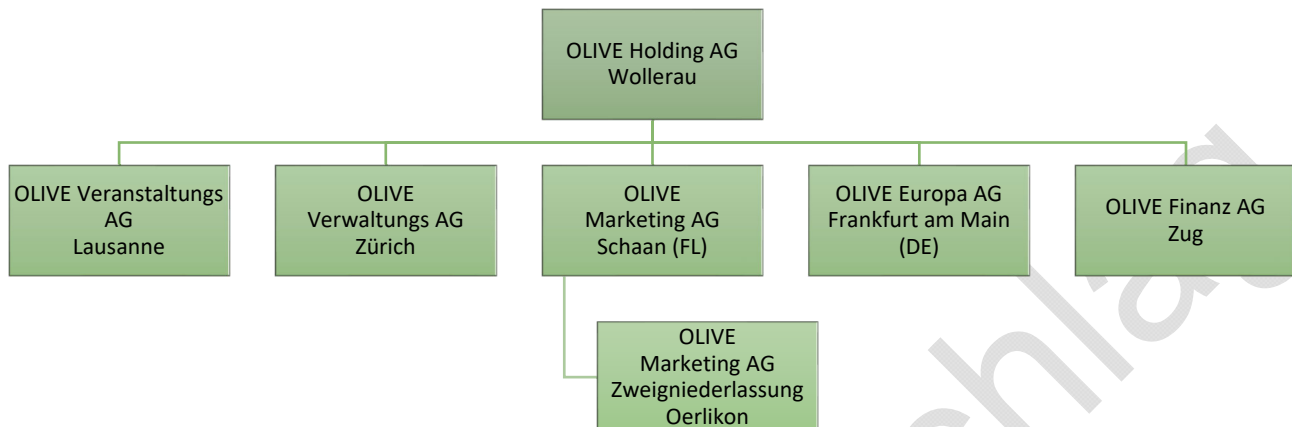 OLIVE Holding AG
Wollerau
OLIVE Veranstaltungs
AG
Lausanne
OLIVE
Verwaltungs AG
Zürich
OLIVE
Marketing AG
Schaan (FL)
OLIVE Europa AG
Frankfurt am Main
(DE)
OLIVE Finanz AG
Zug
OLIVE
Marketing AG
Zweigniederlassung
Oerlikon